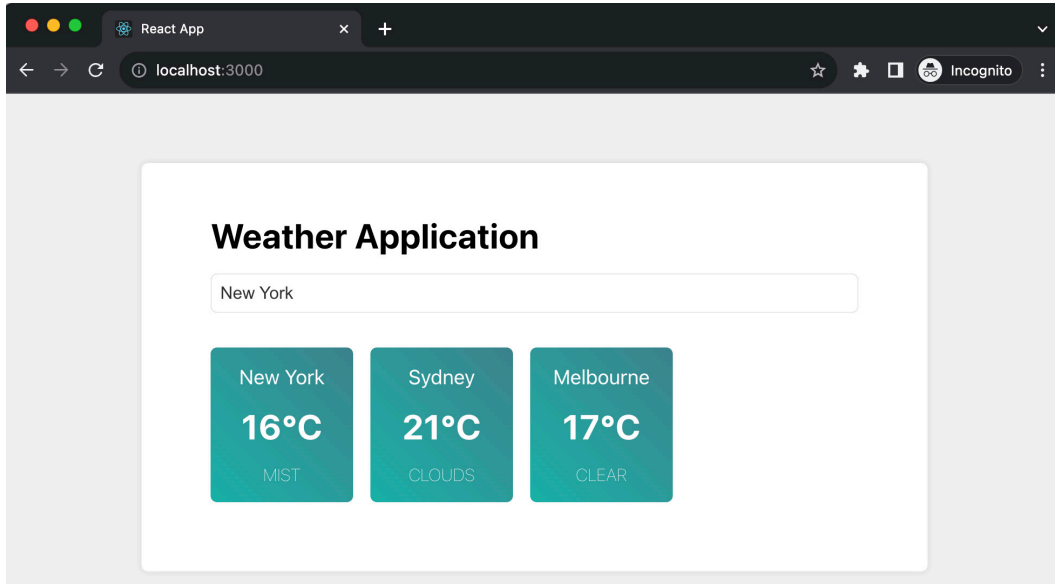 React App
localhost:3000
Incognito
Weather Application
New York
New York
Sydney
Melbourne
16°C
21°C
17°C
MIST
CLOUDS
CLEAR